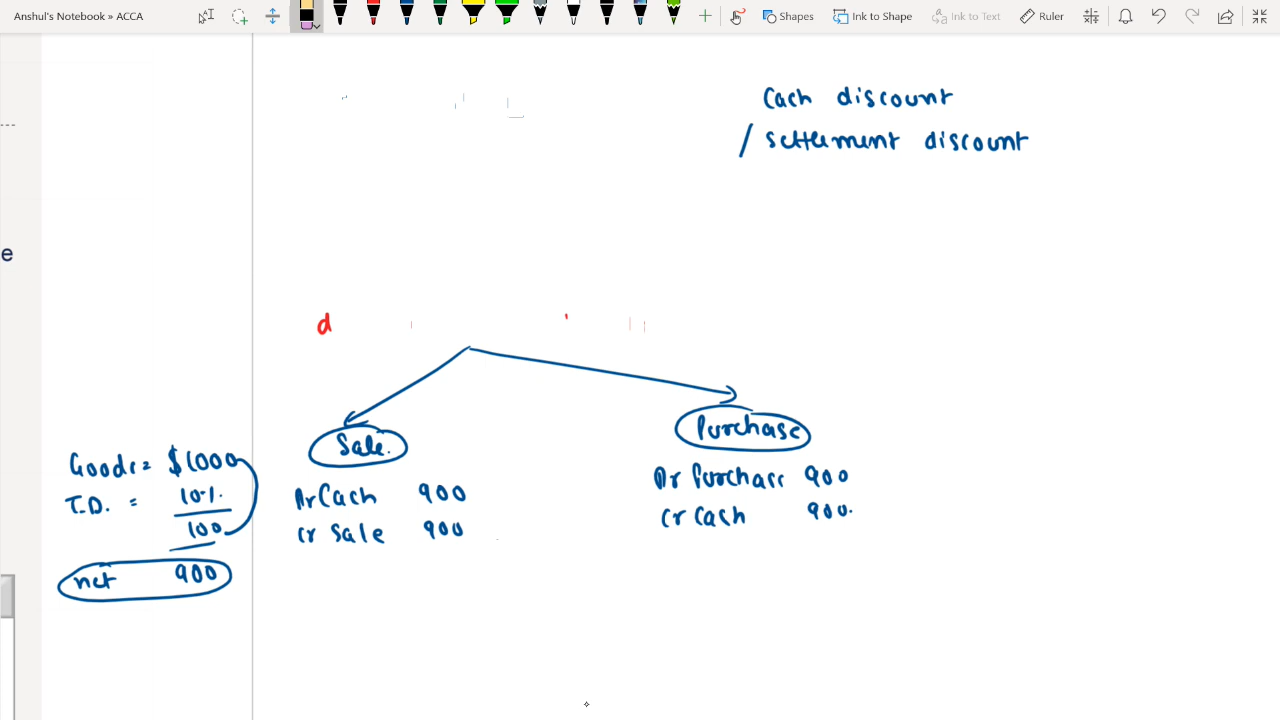 Anshul's Notebook » ACCA
Shapes
Ink to Shape
Ink to Text
Ruler
Cash discount
/ Settlement discount
e
d
Sale.
Purchase
Goods = $1000
T.D. = 10%
100
net 900
Dr Cash 900
Cr Sale 900
Dr Purchase 900
Cr Cash 900.